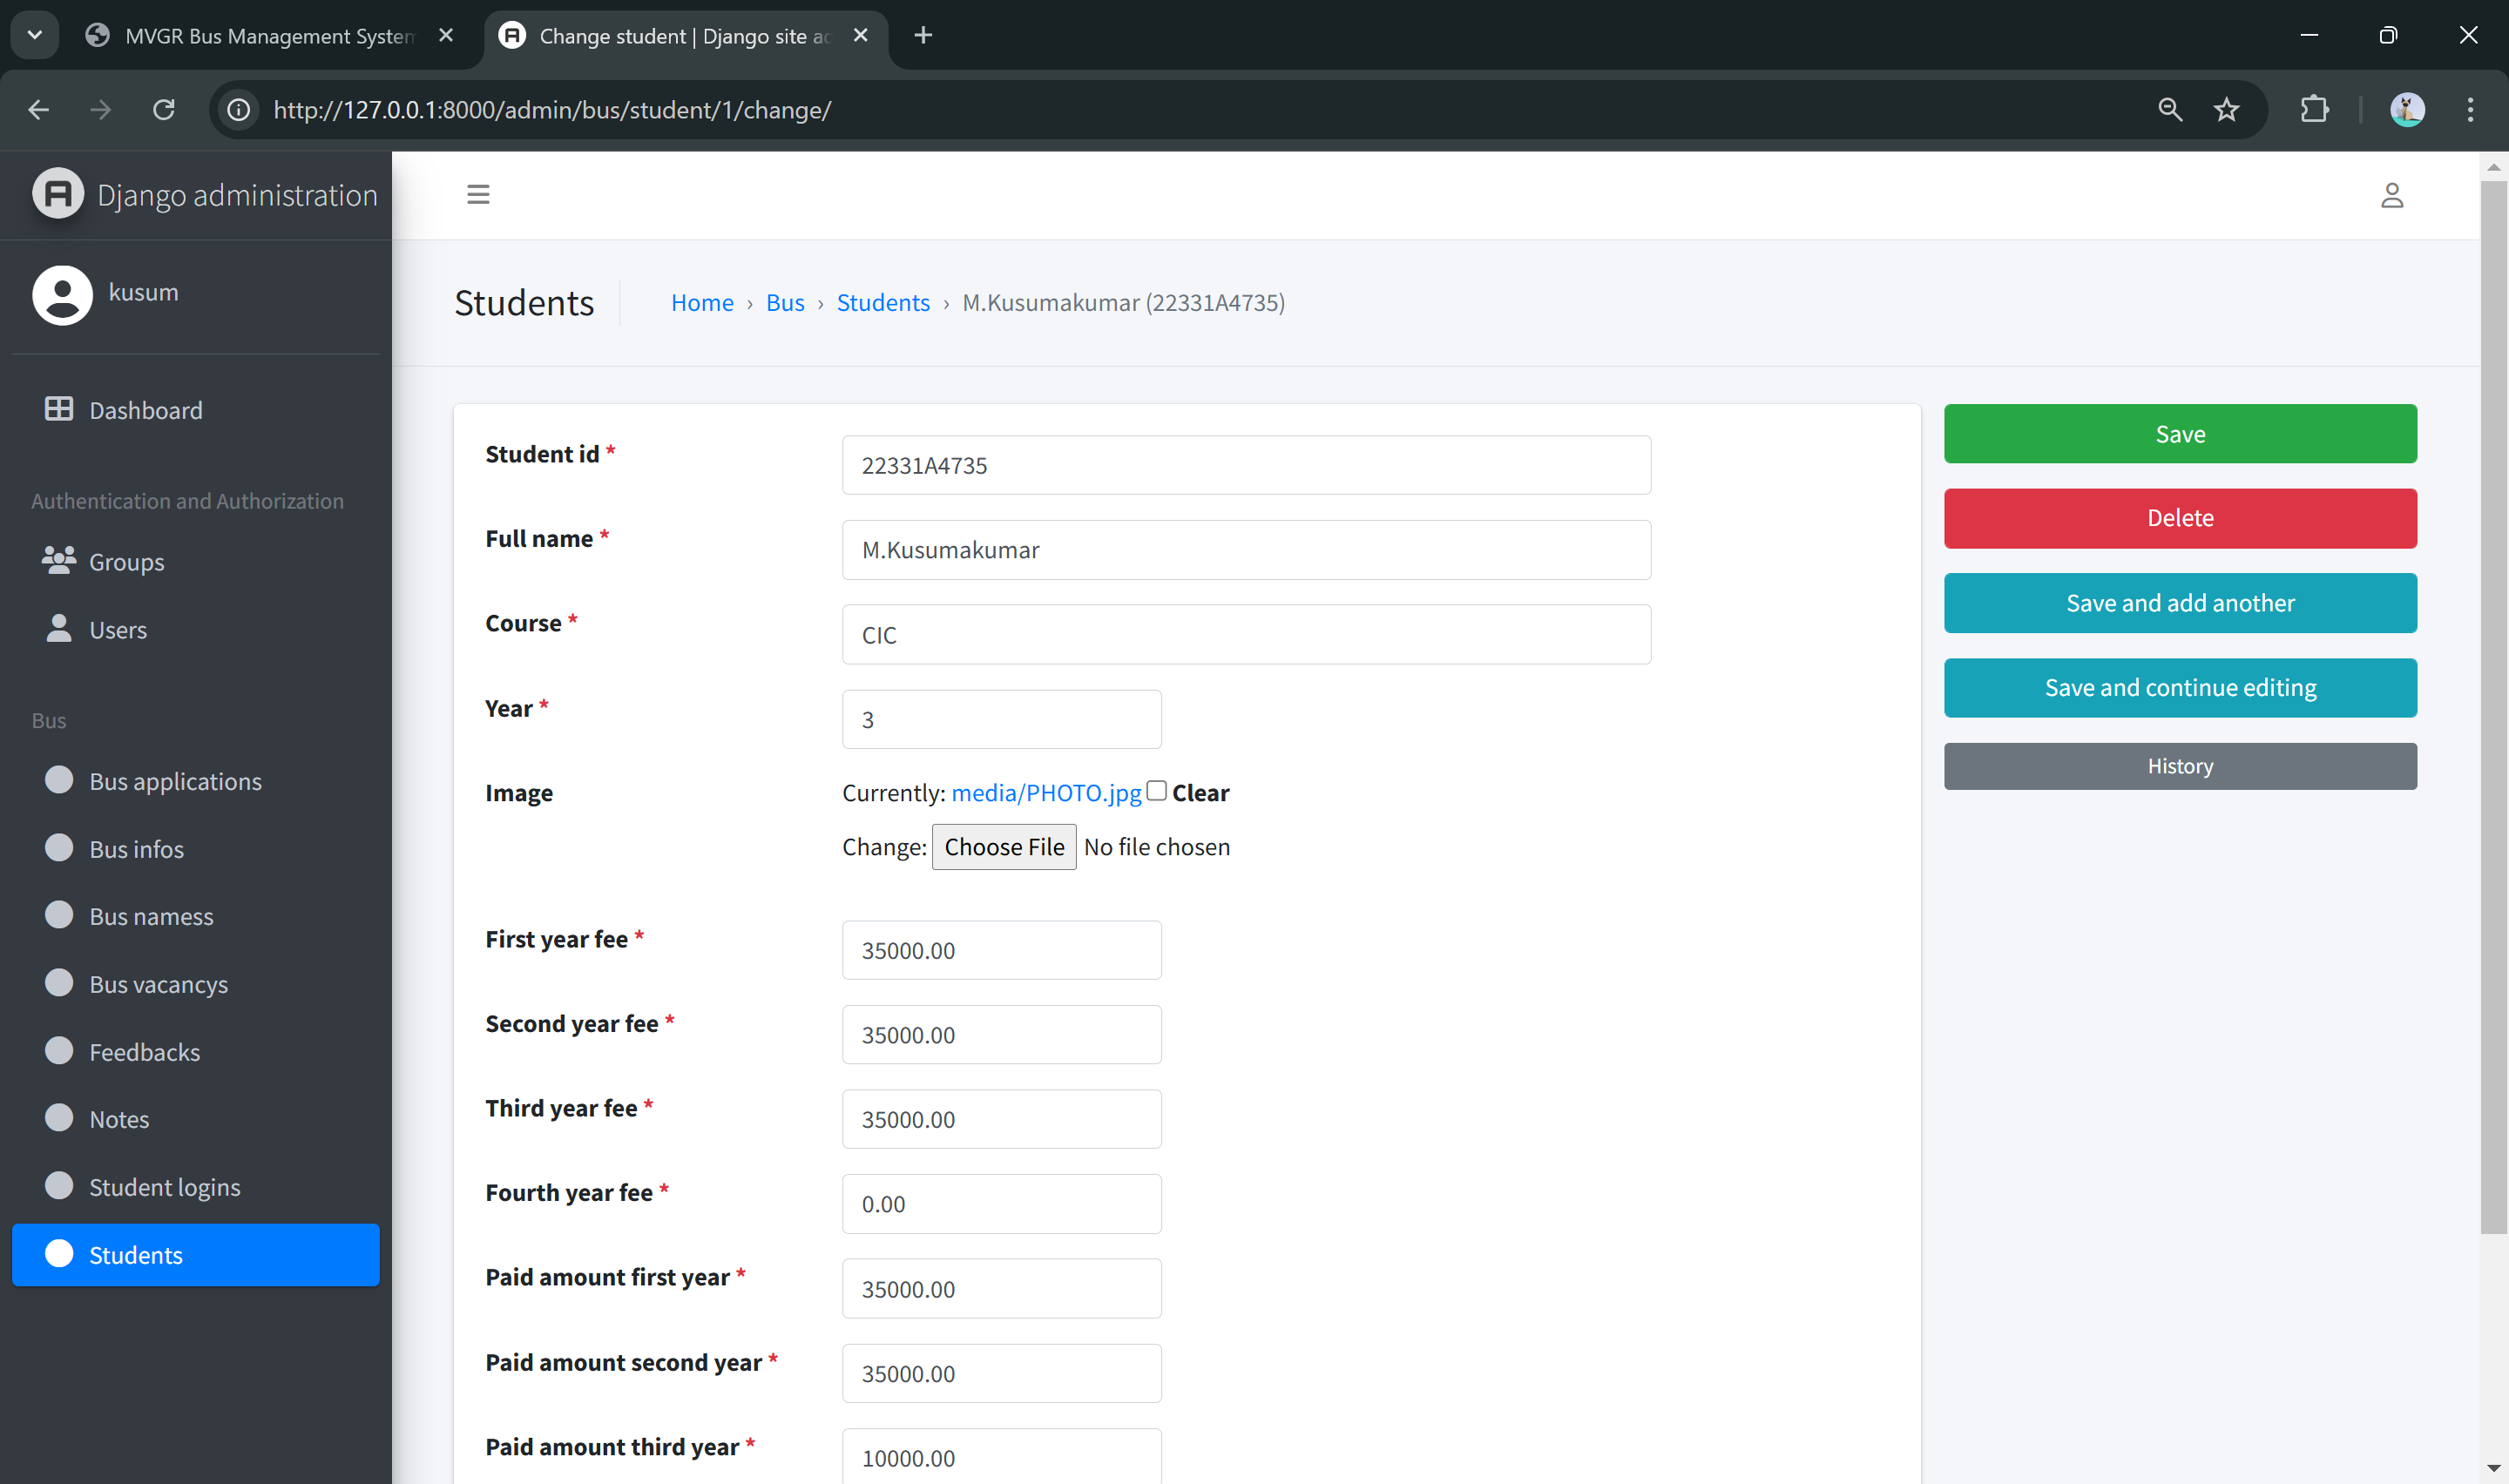 MVGR Bus Management System
Change student | Django site ad
http://127.0.0.1:8000/admin/bus/student/1/change/
Django administration
kusum
Dashboard
Authentication and Authorization
Groups
Users
Bus
Bus applications
Bus infos
Bus namess
Bus vacancys
Feedbacks
Notes
Student logins
Students
Students
Home › Bus › Students › M.Kusumakumar (22331A4735)
Student id * 22331A4735
Full name * M.Kusumakumar
Course * CIC
Year * 3
Image Currently: media/PHOTO.jpg Clear
Change: Choose File No file chosen
First year fee * 35000.00
Second year fee * 35000.00
Third year fee * 35000.00
Fourth year fee * 0.00
Paid amount first year * 35000.00
Paid amount second year * 35000.00
Paid amount third year * 10000.00
Save
Delete
Save and add another
Save and continue editing
History